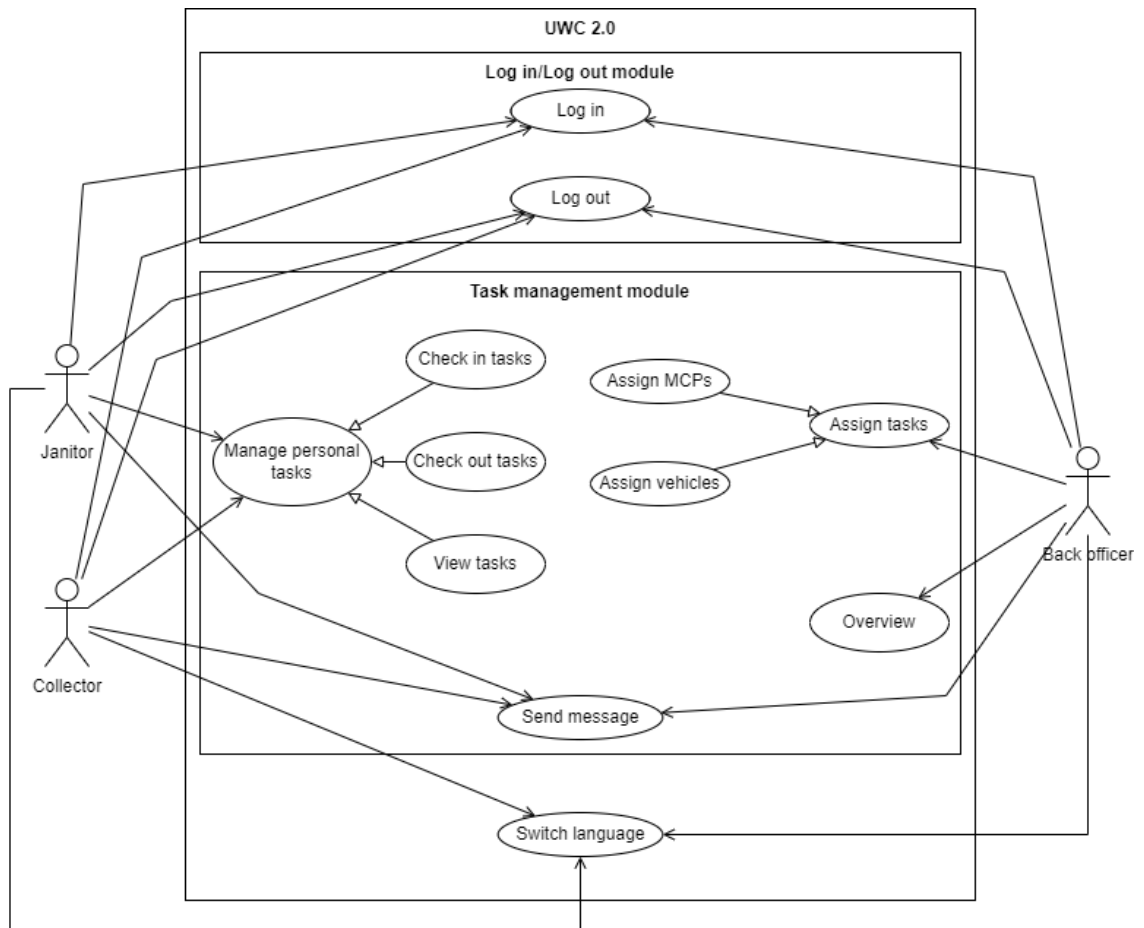 UWC 2.0
Log in/Log out module
Log in
Log out
Task management module
Check in tasks
Assign MCPs
Assign tasks
Janitor
Manage personal
tasks
Check out tasks
Assign vehicles
View tasks
Back officer
Overview
Collector
Send message
Switch language